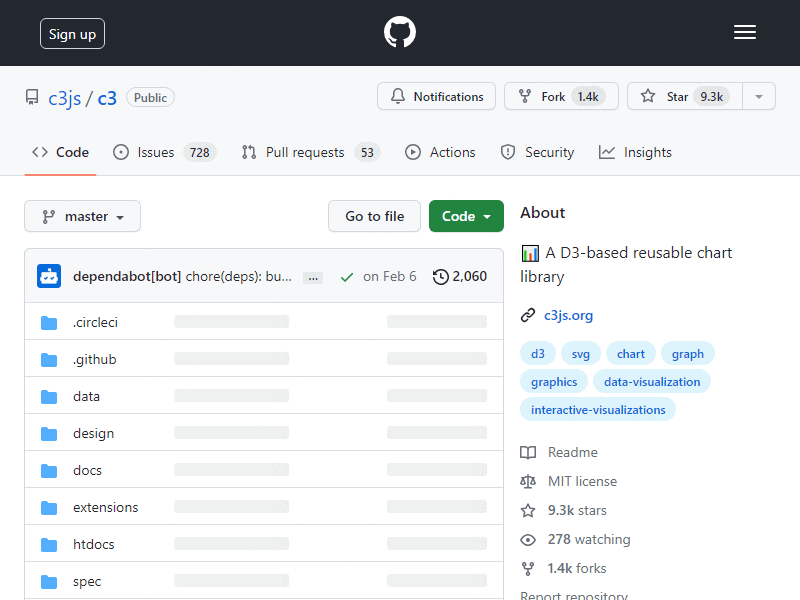 Sign up
c3js / c3 Public
Notifications Fork 1.4k Star 9.3k
Code Issues 728 Pull requests 53 Actions Security Insights
master Go to file Code
dependabot[bot] chore(deps): bu... ... on Feb 6 2,060
.circleci
.github
data
design
docs
extensions
htdocs
spec
About
📊 A D3-based reusable chart
library
c3js.org
d3 svg chart graph
graphics data-visualization
interactive-visualizations
Readme
MIT license
9.3k stars
278 watching
1.4k forks
Report repository